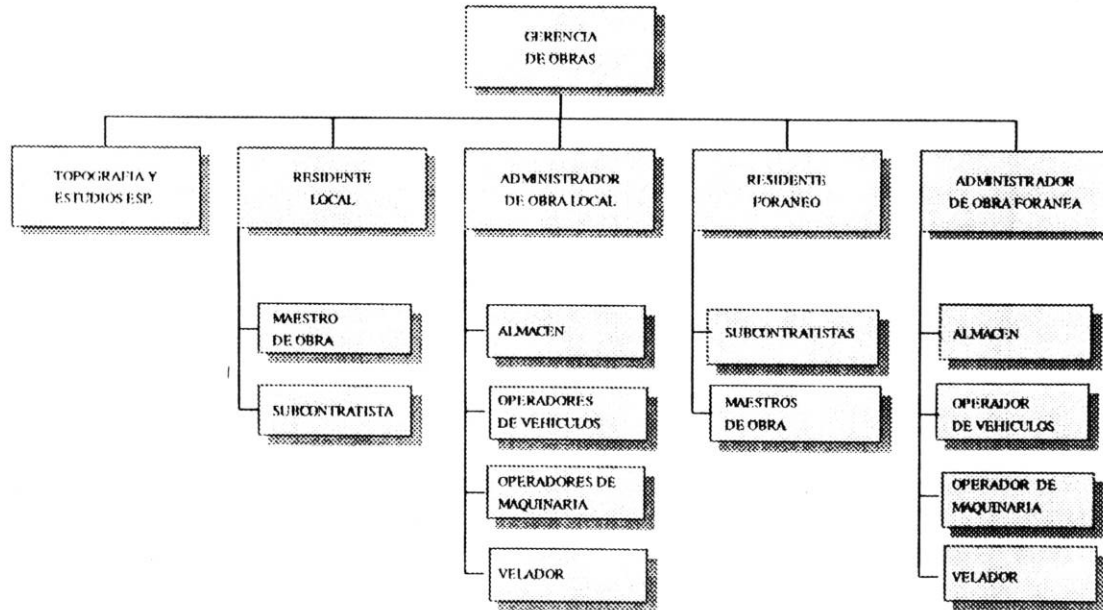 GERENCIA
DE OBRAS
TOPOGRAFIA Y
ESTUDIOS ESP.
RESIDENTE
LOCAL
ADMINISTRADOR
DE OBRA LOCAL
RESIDENTE
FORANEO
ADMINISTRADOR
DE OBRA FORANEA
MAESTRO
DE OBRA
SUBCONTRATISTA
ALMACEN
OPERADORES
DE VEHICULOS
OPERADORES DE
MAQUINARIA
VELADOR
SUBCONTRATISTAS
MAESTROS
DE OBRA
ALMACEN
OPERADOR
DE VEHICULOS
OPERADOR DE
MAQUINARIA
VELADOR